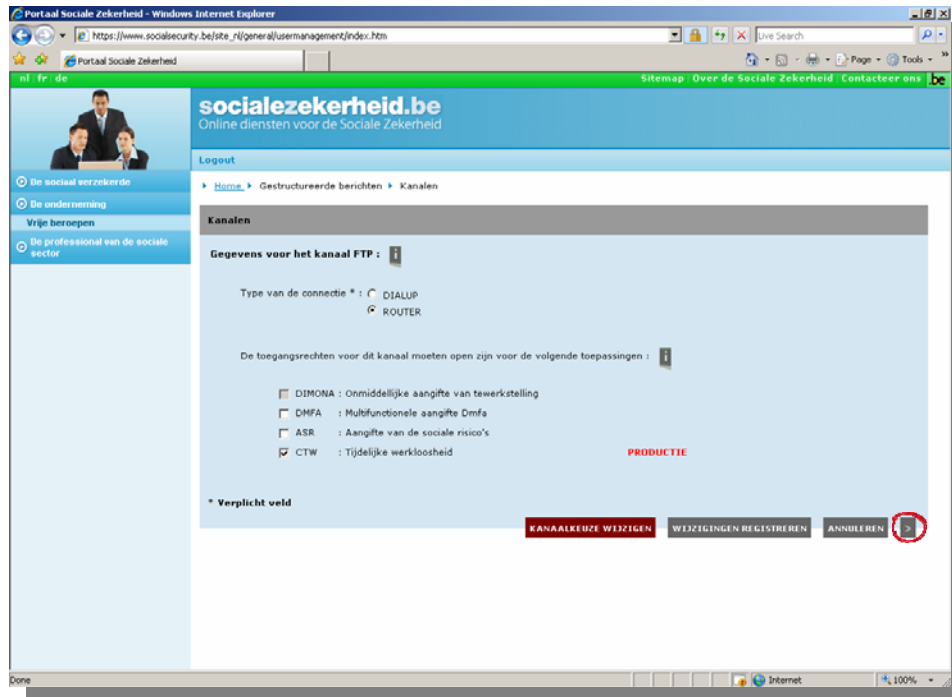 Portaal Sociale Zekerheid - Windows Internet Explorer
https://www.socialsecurity.be/site_nl/general/usermanagement/index.htm
Live Search
Portaal Sociale Zekerheid
Page
Tools
nl | fr | de
Sitemap | Over de Sociale Zekerheid | Contacteer ons
.be
socialezekerheid.be
Online diensten voor de Sociale Zekerheid
Logout
De sociaal verzekerde
De onderneming
Vrije beroepen
De professional van de sociale sector
Home
Gestructureerde berichten
Kanalen
Kanalen
Gegevens voor het kanaal FTP :
Type van de connectie * :
DIALUP
ROUTER
De toegangsrechten voor dit kanaal moeten open zijn voor de volgende toepassingen :
DIMONA : Onmiddellijke aangifte van tewerkstelling
DMFA : Multifunctionele aangifte Dmfa
ASR : Aangifte van de sociale risico's
CTW : Tijdelijke werkloosheid
PRODUCTIE
* Verplicht veld
KANAALKEUZE WIJZIGEN
WIJZIGINGEN REGISTREREN
ANNULEREN
>
Done
Internet
100%